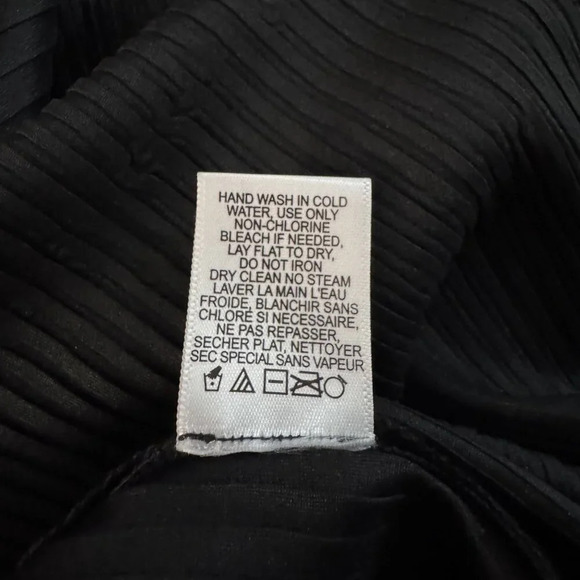 HAND WASH IN COLD
WATER, USE ONLY
NON-CHLORINE
BLEACH IF NEEDED,
LAY FLAT TO DRY,
DO NOT IRON
DRY CLEAN NO STEAM
LAVER LA MAIN L'EAU
FROIDE, BLANCHIR SANS
CHLORE SI NECESSAIRE,
NE PAS REPASSER,
SECHER PLAT, NETTOYER
SEC SPECIAL SANS VAPEUR